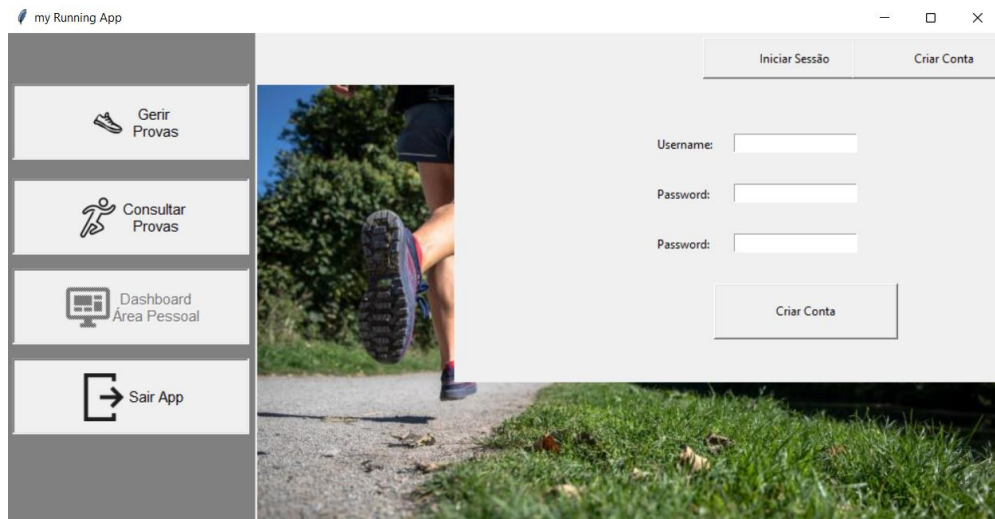 my Running App
Iniciar Sessão
Criar Conta
Gerir
Provas
Consultar
Provas
Dashboard
Área Pessoal
Sair App
Username:
Password:
Password:
Criar Conta